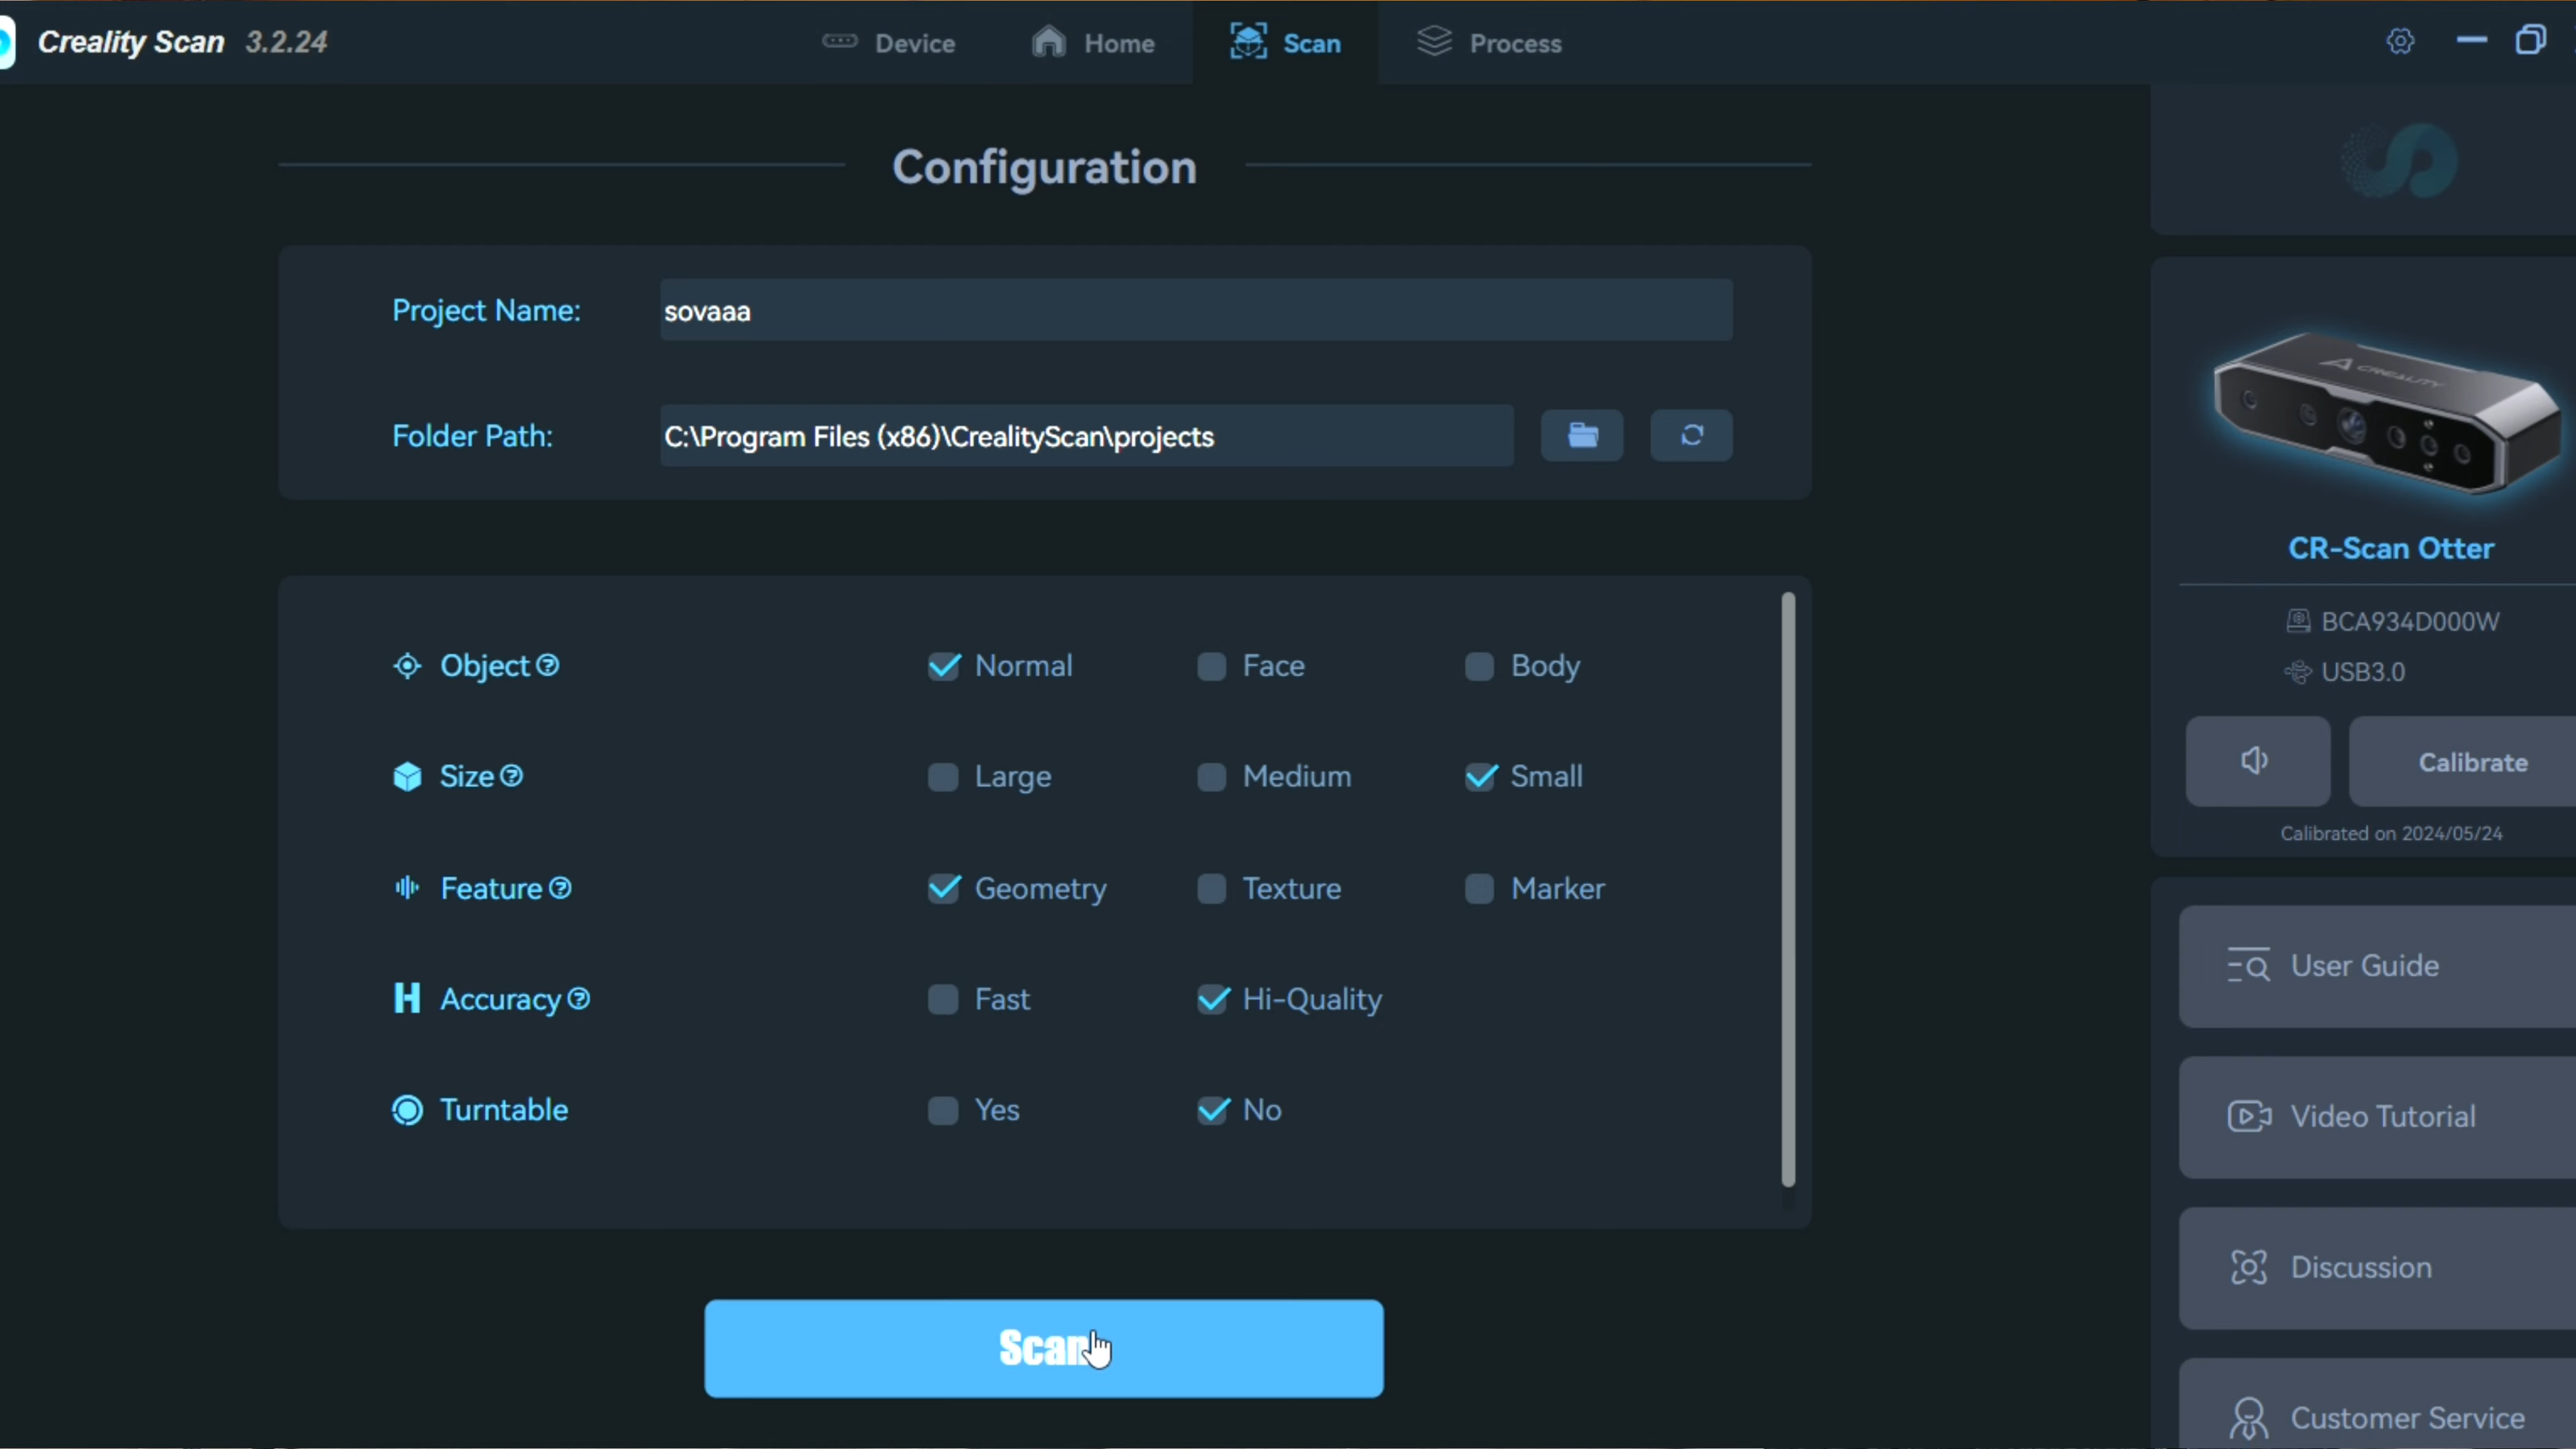 Creality Scan 3.2.24
Device
Home
Scan
Process
Configuration
Project Name:
sovaaa
Folder Path:
C:\Program Files (x86)\CrealityScan\projects
Object
Normal
Face
Body
Size
Large
Medium
Small
Feature
Geometry
Texture
Marker
Accuracy
Fast
Hi-Quality
Turntable
Yes
No
Scan
CREALITY
CR-Scan Otter
BCA934D000W
USB3.0
Calibrate
Calibrated on 2024/05/24
User Guide
Video Tutorial
Discussion
Customer Service